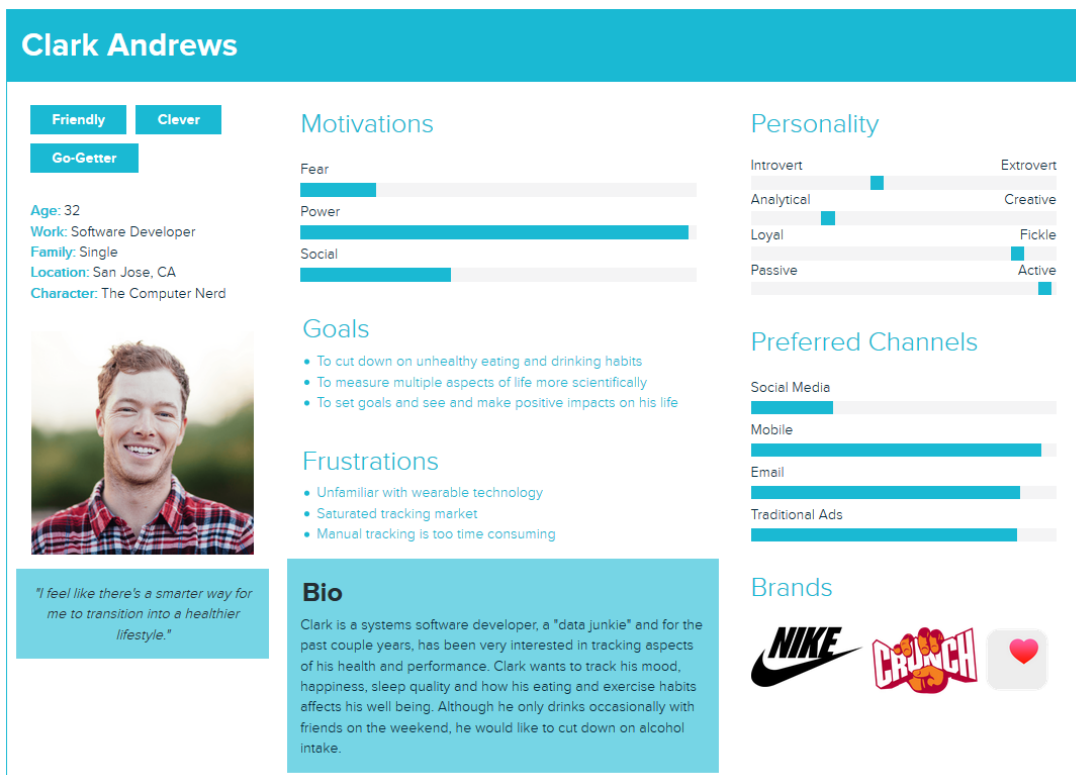 Clark Andrews
Friendly
Clever
Go-Getter
Age: 32
Work: Software Developer
Family: Single
Location: San Jose, CA
Character: The Computer Nerd
"I feel like there's a smarter way for
me to transition into a healthier
lifestyle."
Motivations
Fear
Power
Social
Goals
To cut down on unhealthy eating and drinking habits
To measure multiple aspects of life more scientifically
To set goals and see and make positive impacts on his life
Frustrations
Unfamiliar with wearable technology
Saturated tracking market
Manual tracking is too time consuming
Bio
Clark is a systems software developer, a "data junkie" and for the
past couple years, has been very interested in tracking aspects
of his health and performance. Clark wants to track his mood,
happiness, sleep quality and how his eating and exercise habits
affects his well being. Although he only drinks occasionally with
friends on the weekend, he would like to cut down on alcohol
intake.
Personality
Introvert Extrovert
Analytical Creative
Loyal Fickle
Passive Active
Preferred Channels
Social Media
Mobile
Email
Traditional Ads
Brands
NIKE
CRUNCH